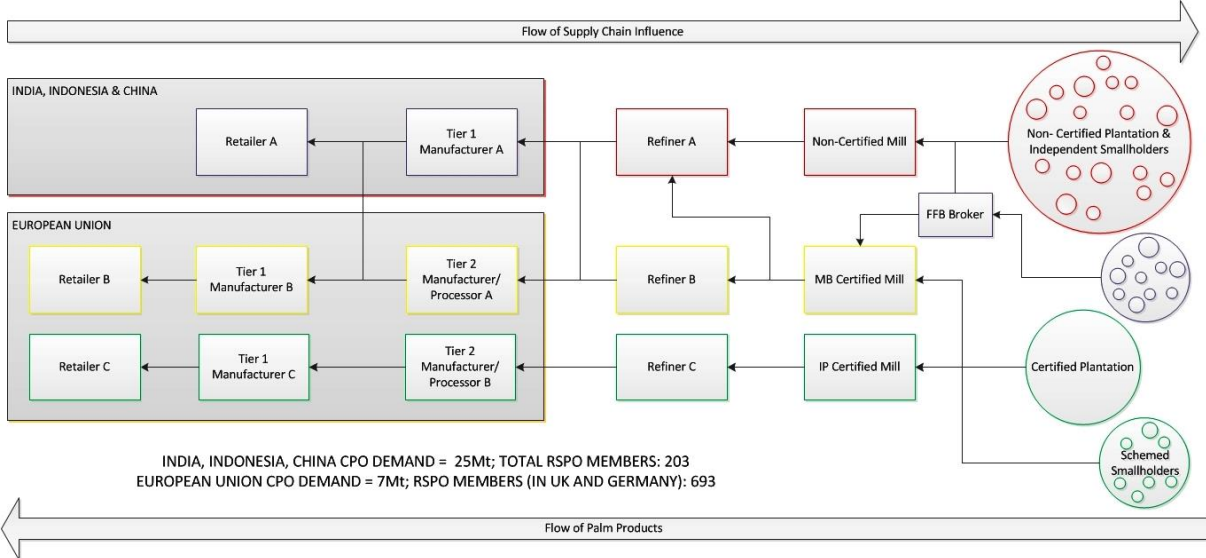 Flow of Supply Chain Influence
INDIA, INDONESIA & CHINA
Retailer A
Tier 1
Manufacturer A
Refiner A
Non-Certified Mill
Non- Certified Plantation &
Independent Smallholders
FFB Broker
EUROPEAN UNION
Retailer B
Tier 1
Manufacturer B
Tier 2
Manufacturer/
Processor A
Refiner B
MB Certified Mill
Retailer C
Tier 1
Manufacturer C
Tier 2
Manufacturer/
Processor B
Refiner C
IP Certified Mill
Certified Plantation
Schemed
Smallholders
INDIA, INDONESIA, CHINA CPO DEMAND = 25Mt; TOTAL RSPO MEMBERS: 203
EUROPEAN UNION CPO DEMAND = 7Mt; RSPO MEMBERS (IN UK AND GERMANY): 693
Flow of Palm Products